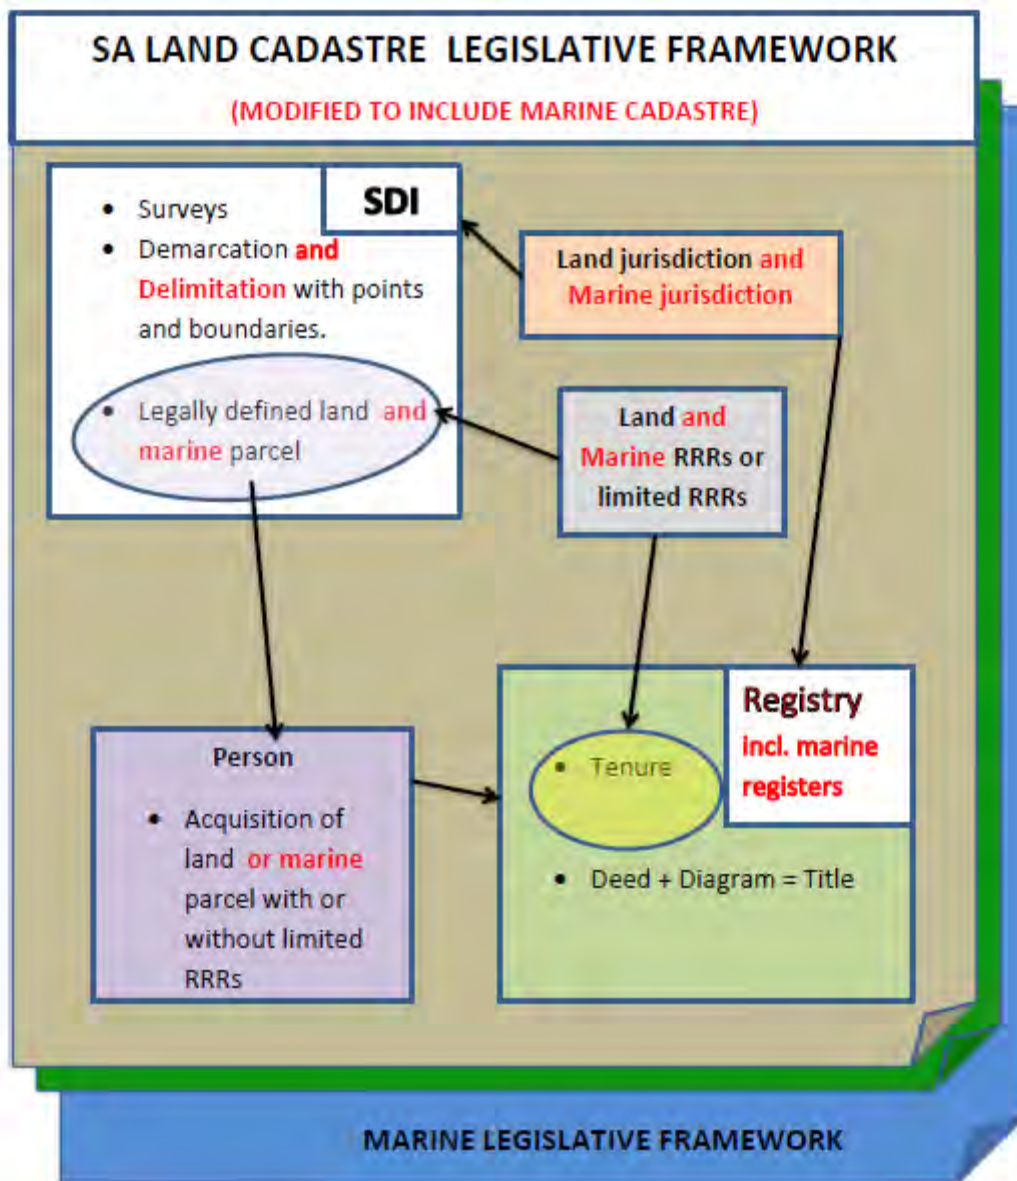 SA LAND CADASTRE LEGISLATIVE FRAMEWORK
(MODIFIED TO INCLUDE MARINE CADASTRE)
SDI
• Surveys
• Demarcation and
Delimitation with points
and boundaries.
• Legally defined land and
marine parcel
Land jurisdiction and
Marine jurisdiction
Land and
Marine RRRs or
limited RRRs
Person
• Acquisition of
land or marine
parcel with or
without limited
RRRs
Registry
incl. marine
registers
• Tenure
• Deed + Diagram = Title
MARINE LEGISLATIVE FRAMEWORK